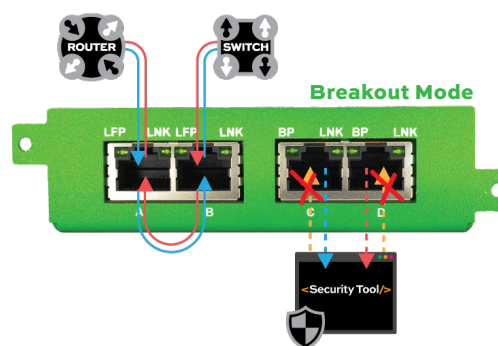 ROUTER
SWITCH
Breakout Mode
LFP LNK LFP LNK
BP LNK BP LNK
A B C D
<Security Tool/>